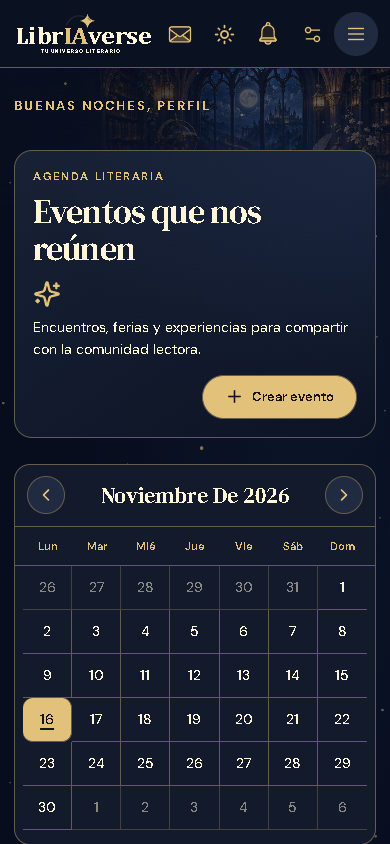 LibrIAverse
TU UNIVERSO LITERARIO
BUENAS NOCHES, PERFIL
AGENDA LITERARIA
Eventos que nos
reúnen
Encuentros, ferias y experiencias para compartir
con la comunidad lectora.
Crear evento
Noviembre De 2026
Lun Mar Mié Jue Vie Sáb Dom
26 27 28 29 30 31 1
2 3 4 5 6 7 8
9 10 11 12 13 14 15
16 17 18 19 20 21 22
23 24 25 26 27 28 29
30 1 2 3 4 5 6